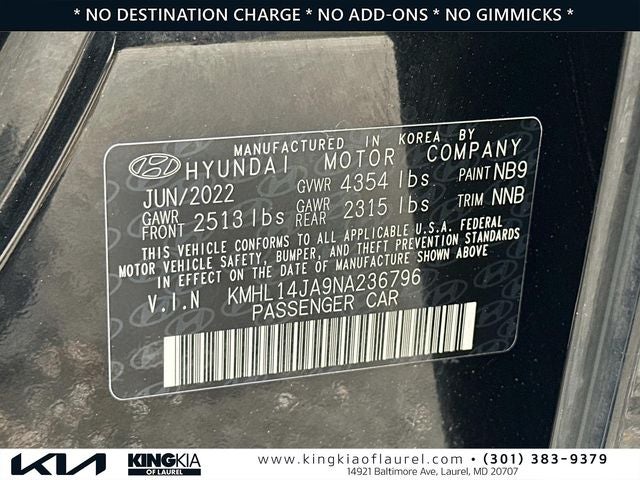 * NO DESTINATION CHARGE * NO ADD-ONS * NO GIMMICKS *
MANUFACTURED IN KOREA BY
HYUNDAI MOTOR COMPANY
JUN/2022 GVWR 4354 lbs PAINT NB9
GAWR FRONT 2513 lbs GAWR REAR 2315 lbs TRIM NNB
THIS VEHICLE CONFORMS TO ALL APPLICABLE U.S.A. FEDERAL
MOTOR VEHICLE SAFETY, BUMPER, AND THEFT PREVENTION STANDARDS
IN EFFECT ON THE DATE OF MANUFACTURE SHOWN ABOVE
V.I.N KMHL14JA9NA236796
PASSENGER CAR
KIA KING KIA OF LAUREL www.kingkiaoflaurel.com • (301) 383-9379
14921 Baltimore Ave, Laurel, MD 20707